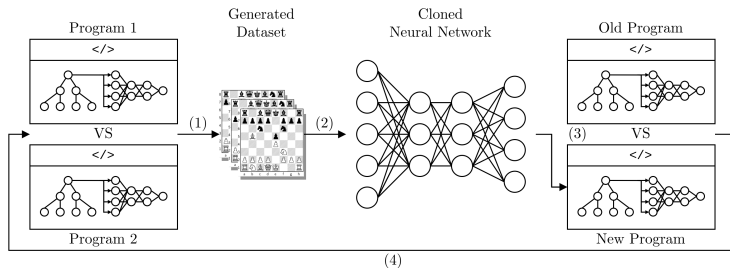 Program 1
</>
VS
</>
Program 2
(1)
Generated
Dataset
(2)
Cloned
Neural Network
(3)
Old Program
</>
VS
</>
New Program
(4)